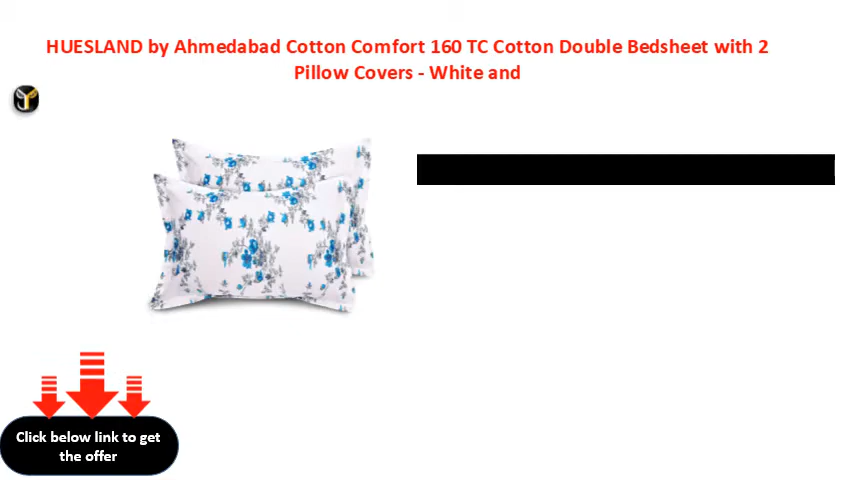 HUESLAND by Ahmedabad Cotton Comfort 160 TC Cotton Double Bedsheet with 2
Pillow Covers - White and
Click below link to get
the offer